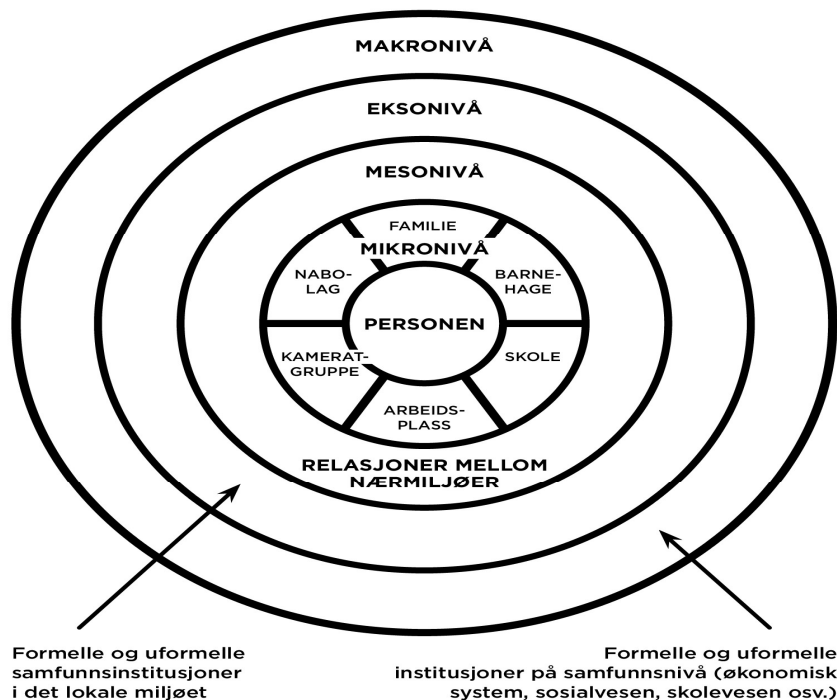 MAKRONIVÅ
EKSONIVÅ
MESONIVÅ
FAMILIE
MIKRONIVÅ
NABO-
LAG
BARNE-
HAGE
PERSONEN
KAMERAT-
GRUPPE
SKOLE
ARBEIDS-
PLASS
RELASJONER MELLOM
NÆRMILJØER
Formelle og uformelle
samfunnsinstitusjoner
i det lokale miljøet
Formelle og uformelle
institusjoner på samfunnsnivå (økonomisk
system, sosialvesen, skolevesen osv.)